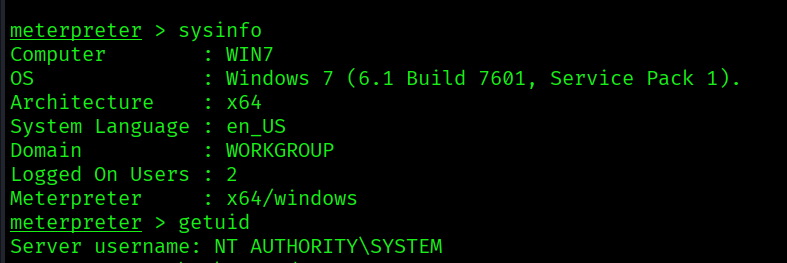 meterpreter > sysinfo
Computer        : WIN7
OS              : Windows 7 (6.1 Build 7601, Service Pack 1).
Architecture    : x64
System Language : en_US
Domain          : WORKGROUP
Logged On Users : 2
Meterpreter     : x64/windows
meterpreter > getuid
Server username: NT AUTHORITY\SYSTEM